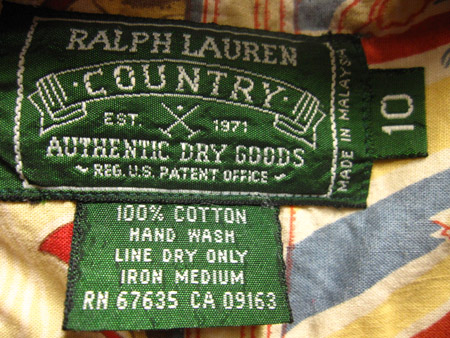 RALPH LAUREN
COUNTRY
EST. 1971
AUTHENTIC DRY GOODS
REG. U.S. PATENT OFFICE
MADE IN MALAYS
10
100% COTTON
HAND WASH
LINE DRY ONLY
IRON MEDIUM
RN 67635 CA 09163